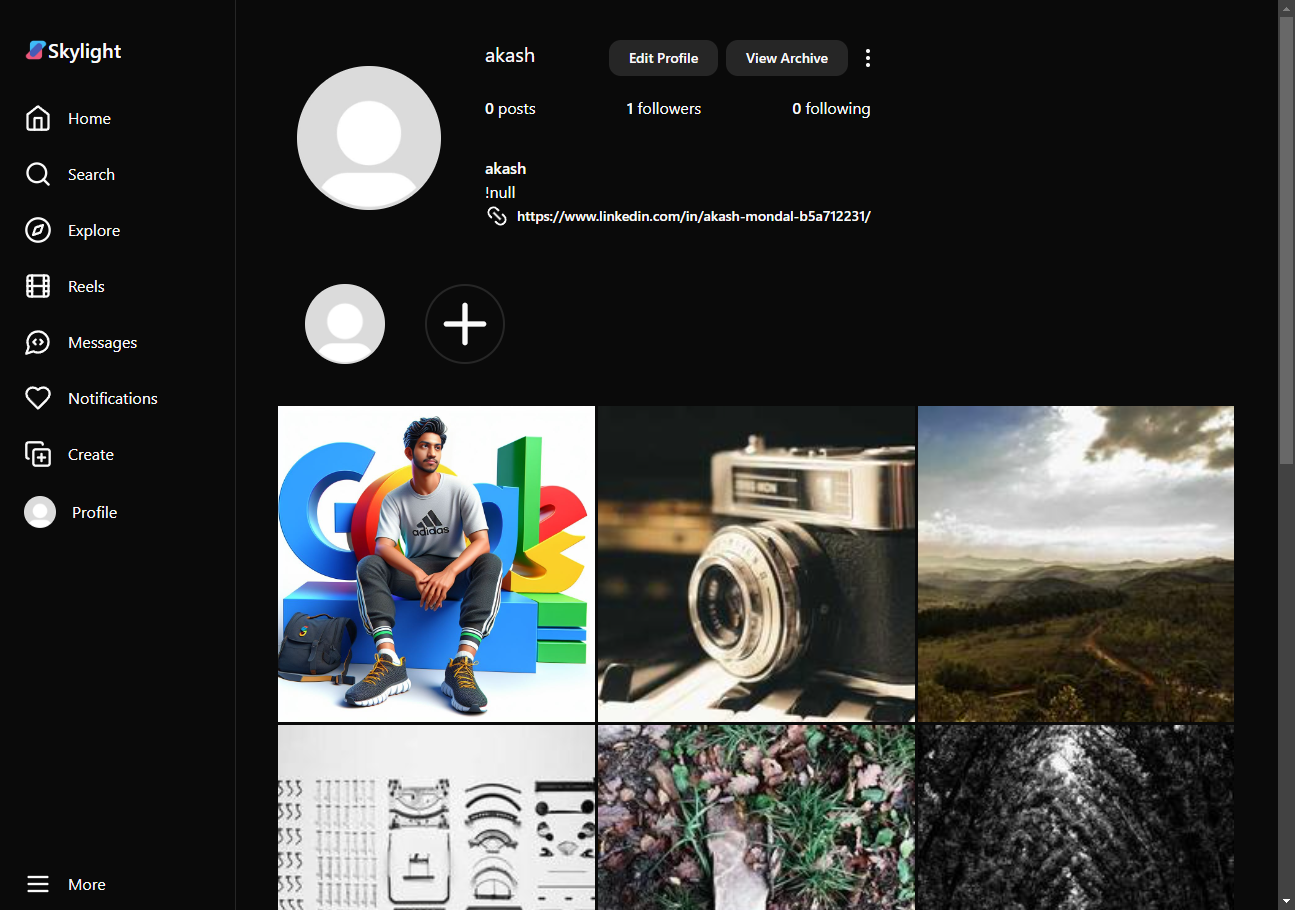 Skylight
Home
Search
Explore
Reels
Messages
Notifications
Create
Profile
More
akash
Edit Profile
View Archive
0 posts
1 followers
0 following
akash
!null
https://www.linkedin.com/in/akash-mondal-b5a712231/
adidas